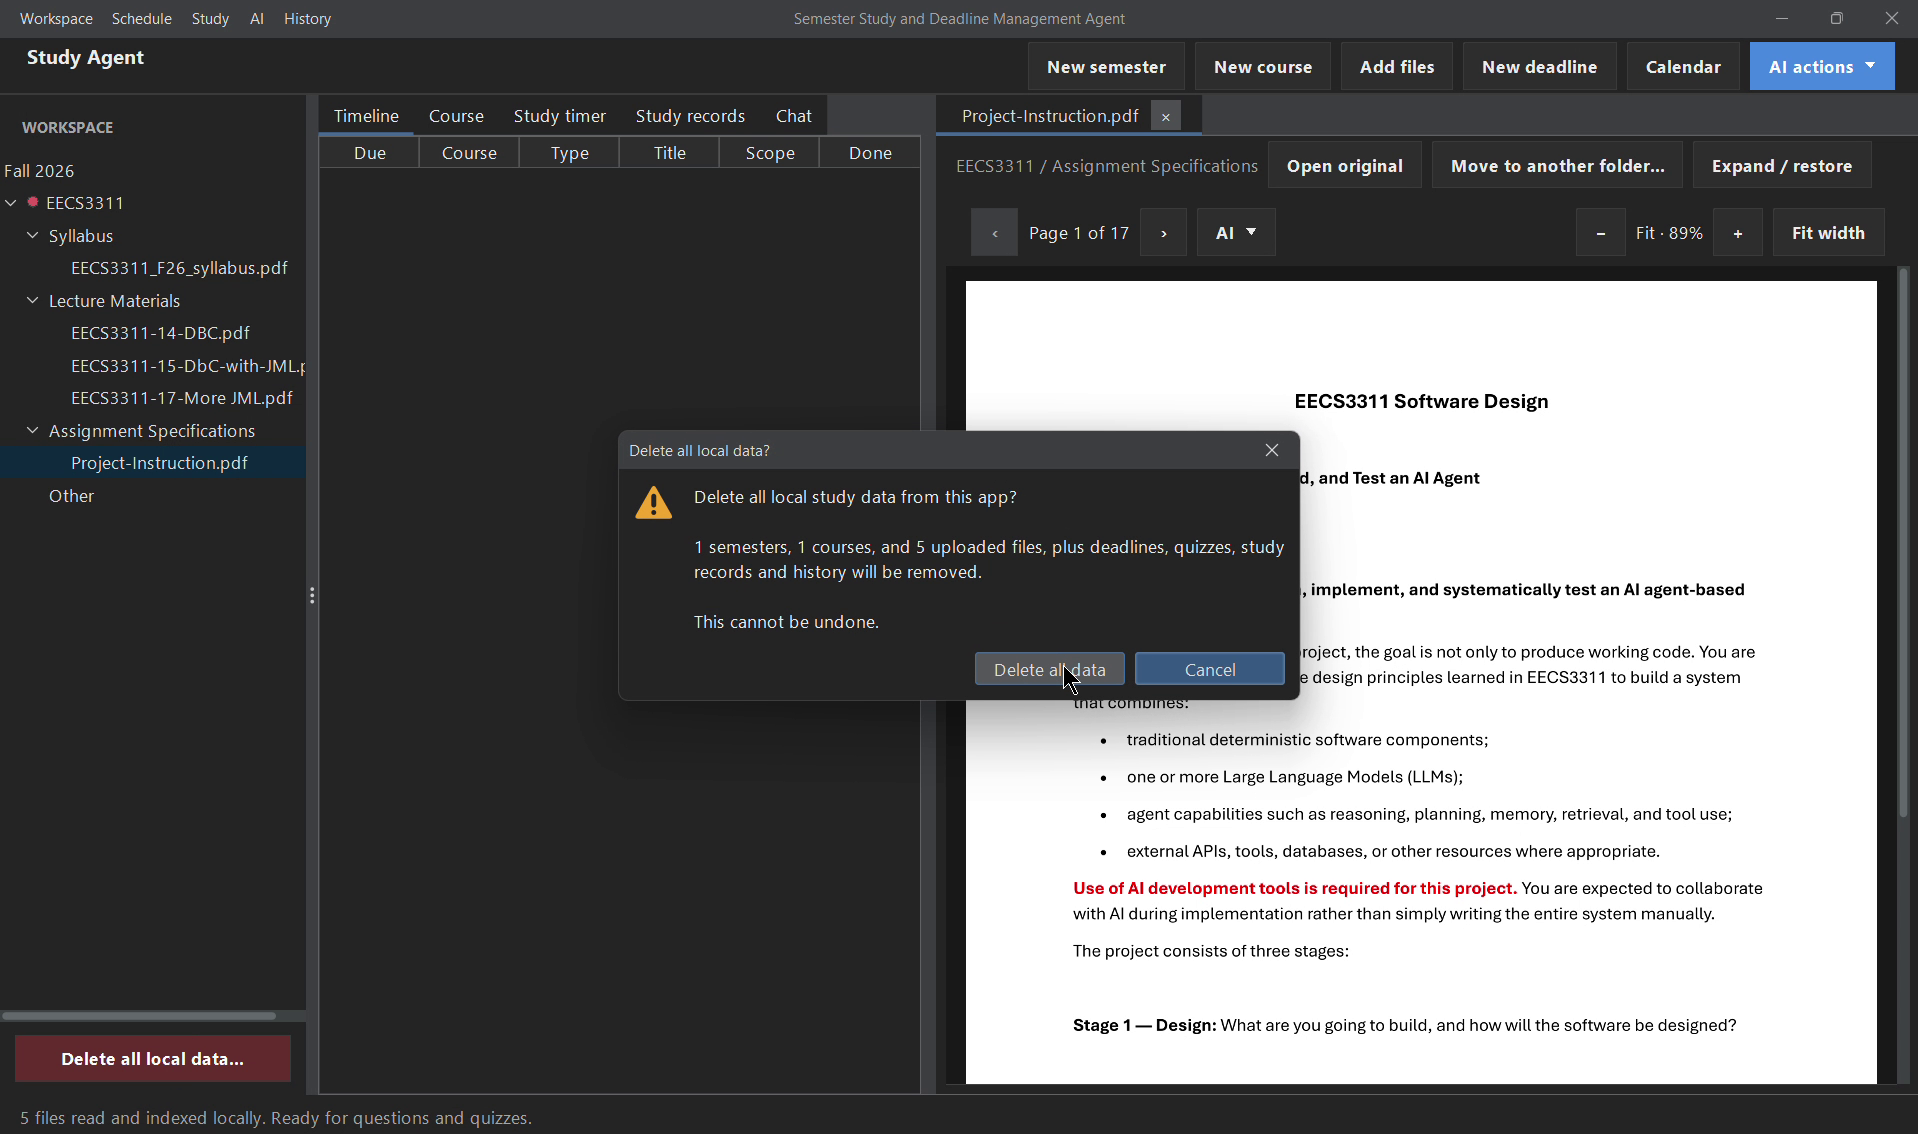 Workspace Schedule Study AI History
Semester Study and Deadline Management Agent
Study Agent
New semester
New course
Add files
New deadline
Calendar
AI actions
WORKSPACE
Fall 2026
EECS3311
Syllabus
EECS3311_F26_syllabus.pdf
Lecture Materials
EECS3311-14-DBC.pdf
EECS3311-15-DbC-with-JML.p
EECS3311-17-More JML.pdf
Assignment Specifications
Project-Instruction.pdf
Other
Delete all local data...
Timeline Course Study timer Study records Chat
Due Course Type Title Scope Done
Project-Instruction.pdf ×
EECS3311 / Assignment Specifications
Open original
Move to another folder...
Expand / restore
‹ Page 1 of 17 ›
AI
– Fit · 89% +
Fit width
EECS3311 Software Design
d, and Test an AI Agent
, implement, and systematically test an AI agent-based
roject, the goal is not only to produce working code. You are
e design principles learned in EECS3311 to build a system
that combines:
• traditional deterministic software components;
• one or more Large Language Models (LLMs);
• agent capabilities such as reasoning, planning, memory, retrieval, and tool use;
• external APIs, tools, databases, or other resources where appropriate.
Use of AI development tools is required for this project. You are expected to collaborate
with AI during implementation rather than simply writing the entire system manually.
The project consists of three stages:
Stage 1 — Design: What are you going to build, and how will the software be designed?
Delete all local data?
Delete all local study data from this app?
1 semesters, 1 courses, and 5 uploaded files, plus deadlines, quizzes, study
records and history will be removed.
This cannot be undone.
Delete all data
Cancel
5 files read and indexed locally. Ready for questions and quizzes.